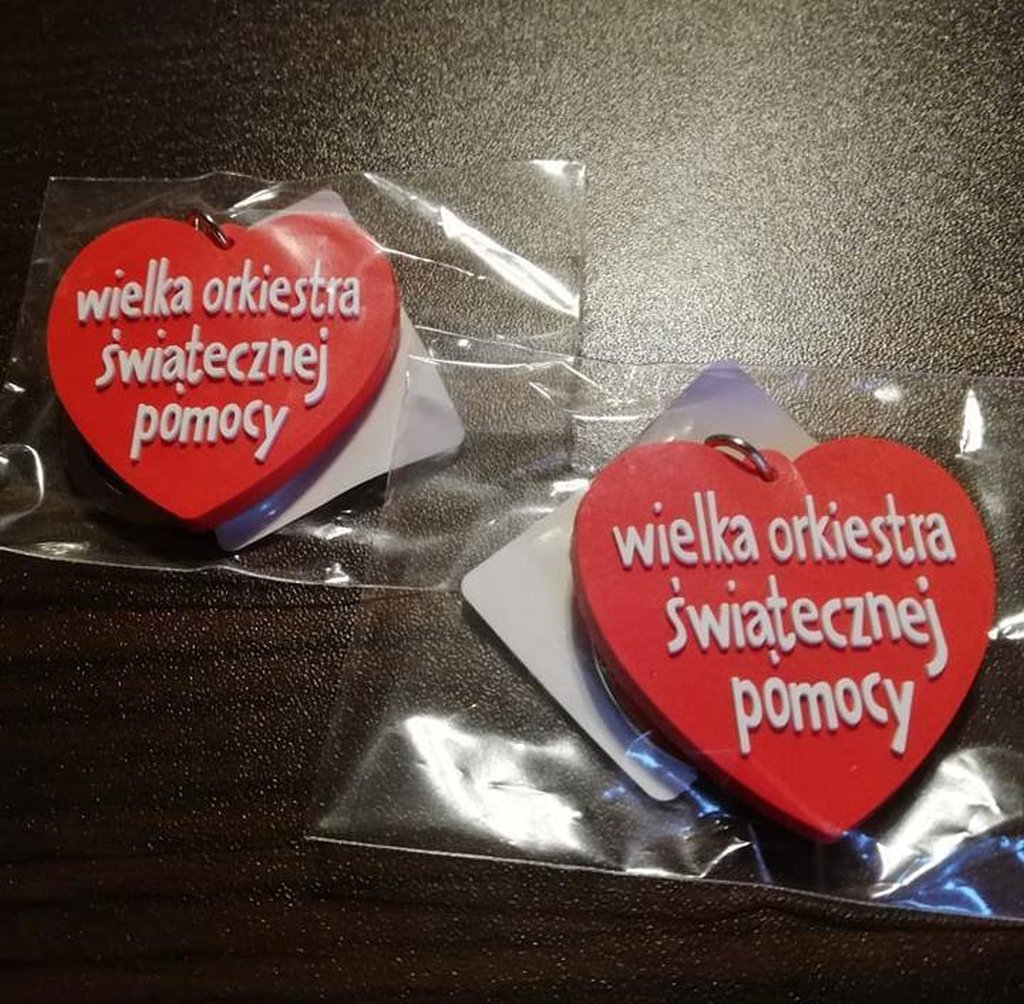 wielka orkiestra
świątecznej
pomocy
wielka orkiestra
świątecznej
pomocy